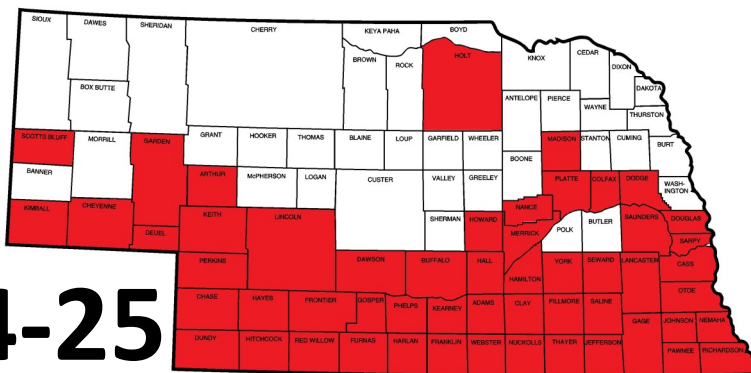 SIOUX
DAWES
SHERIDAN
CHERRY
KEYA PAHA
BOYD
BROWN
ROCK
HOLT
KNOX
CEDAR
DIXON
DAKOTA
BOX BUTTE
ANTELOPE
PIERCE
WAYNE
THURSTON
SCOTTS BLUFF
MORRILL
GARDEN
GRANT
HOOKER
THOMAS
BLAINE
LOUP
GARFIELD
WHEELER
MADISON
STANTON
CUMING
BURT
BOONE
BANNER
ARTHUR
McPHERSON
LOGAN
CUSTER
VALLEY
GREELEY
PLATTE
COLFAX
DODGE
WASH-
INGTON
KIMBALL
CHEYENNE
DEUEL
KEITH
LINCOLN
SHERMAN
HOWARD
NANCE
MERRICK
POLK
BUTLER
SAUNDERS
DOUGLAS
SARPY
PERKINS
DAWSON
BUFFALO
HALL
HAMILTON
YORK
SEWARD
LANCASTER
CASS
OTOE
CHASE
HAYES
FRONTIER
GOSPER
PHELPS
KEARNEY
ADAMS
CLAY
FILLMORE
SALINE
GAGE
JOHNSON
NEMAHA
DUNDY
HITCHCOCK
RED WILLOW
FURNAS
HARLAN
FRANKLIN
WEBSTER
NUCKOLLS
THAYER
JEFFERSON
PAWNEE
RICHARDSON
4-25